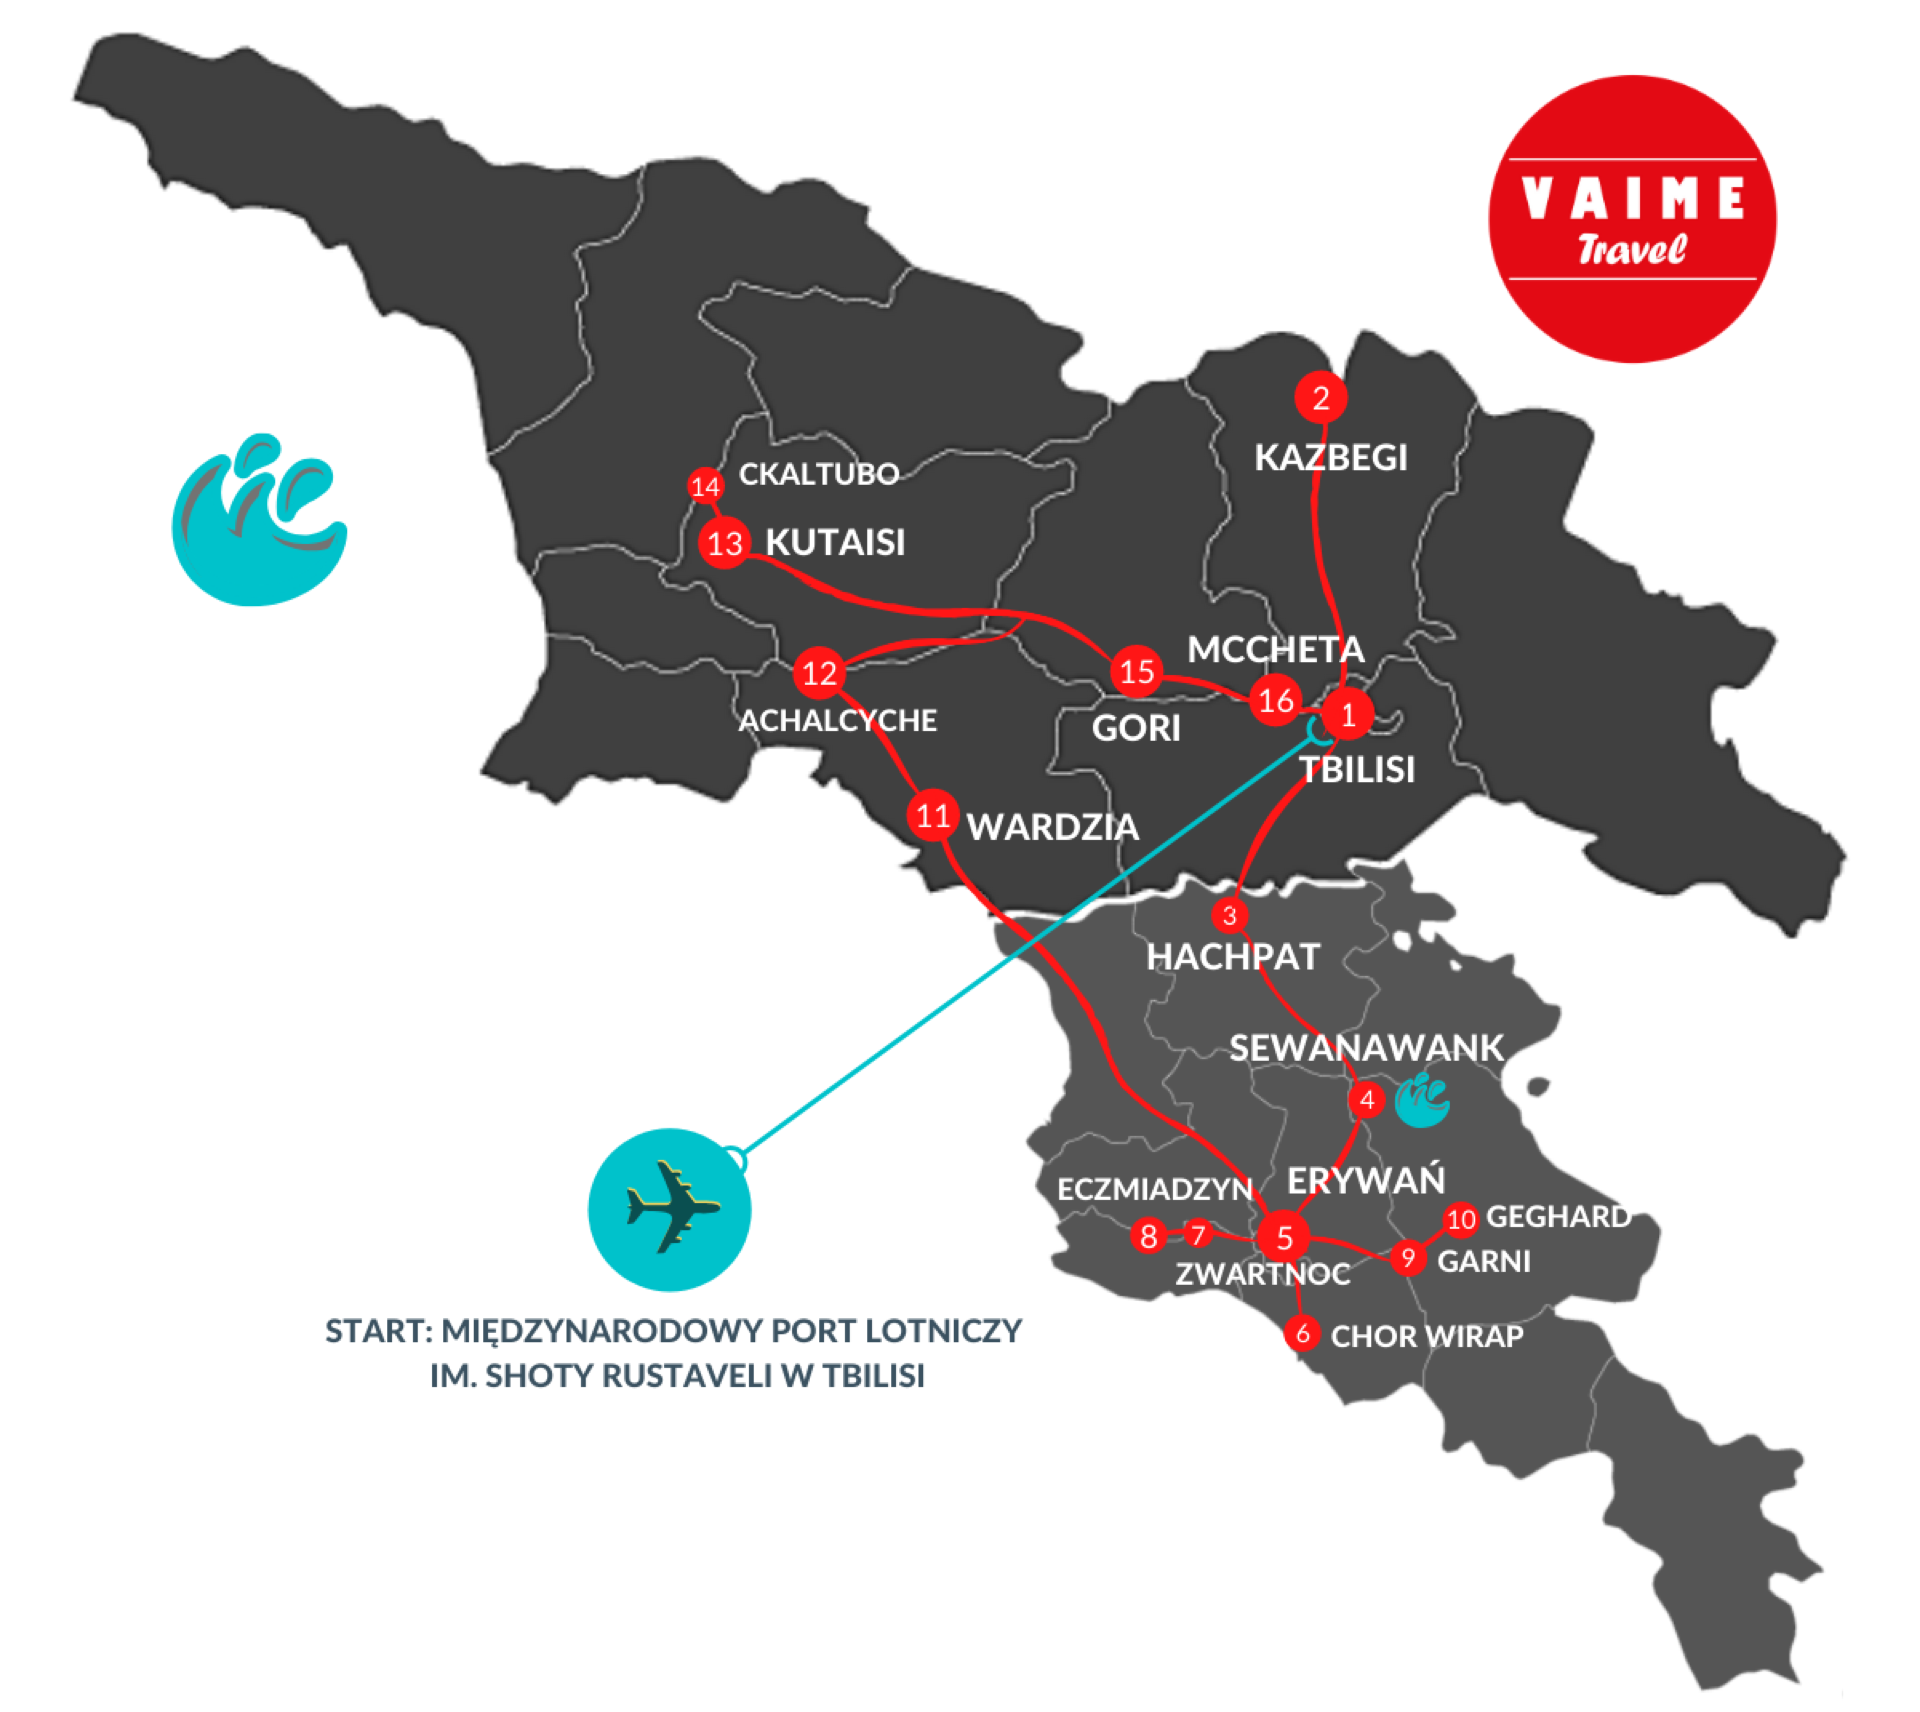 VAIME
Travel
2
KAZBEGI
14
CKALTUBO
13
KUTAISI
MCCHETA
12
15
16
1
ACHALCYCHE
GORI
TBILISI
11
WARDZIA
3
HACHPAT
SEWANAWANK
4
ECZMIADZYN
ERYWAŃ
8
7
5
10
GEGHARD
9
GARNI
ZWARTNOC
6
CHOR WIRAP
START: MIĘDZYNARODOWY PORT LOTNICZY
IM. SHOTY RUSTAVELI W TBILISI